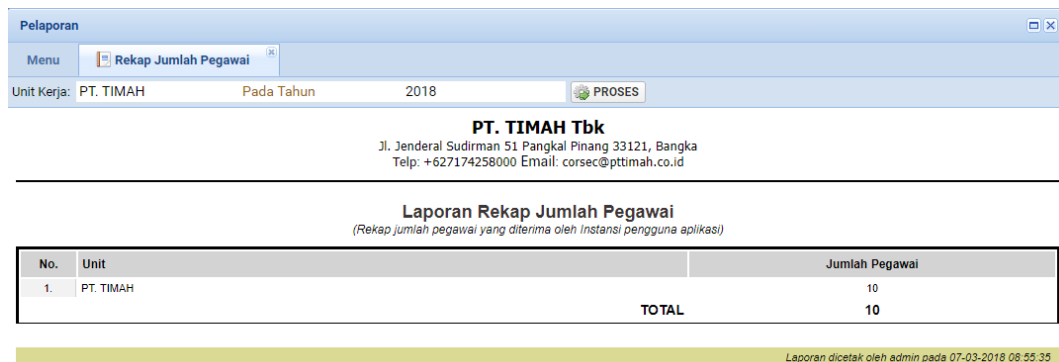 Pelaporan
Menu Rekap Jumlah Pegawai
Unit Kerja: PT. TIMAH Pada Tahun 2018 PROSES
PT. TIMAH Tbk
Jl. Jenderal Sudirman 51 Pangkal Pinang 33121, Bangka
Telp: +627174258000 Email: corsec@pttimah.co.id
Laporan Rekap Jumlah Pegawai
(Rekap jumlah pegawai yang diterima oleh Instansi pengguna aplikasi)
No. Unit Jumlah Pegawai
1. PT. TIMAH 10
TOTAL 10
Laporan dicetak oleh admin pada 07-03-2018 08:55:35